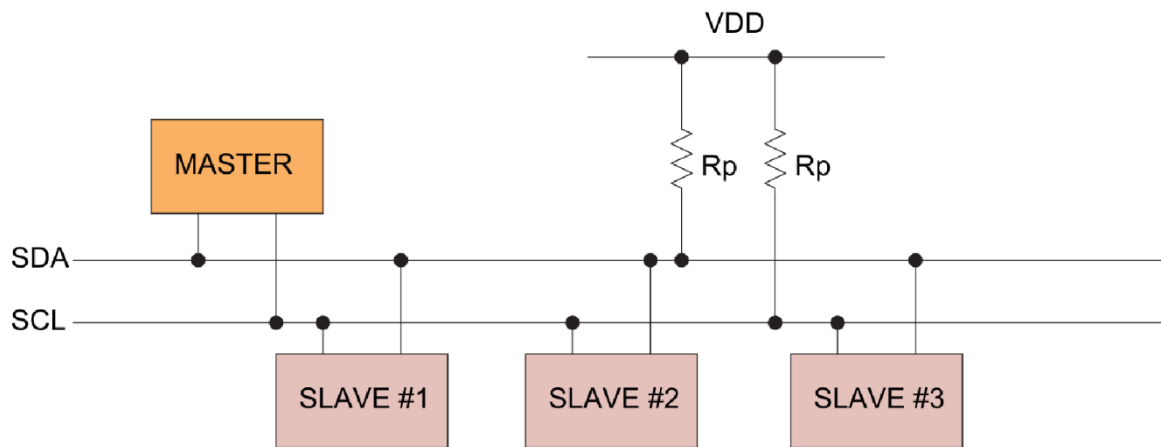 VDD
MASTER
Rp
Rp
SDA
SCL
SLAVE #1
SLAVE #2
SLAVE #3